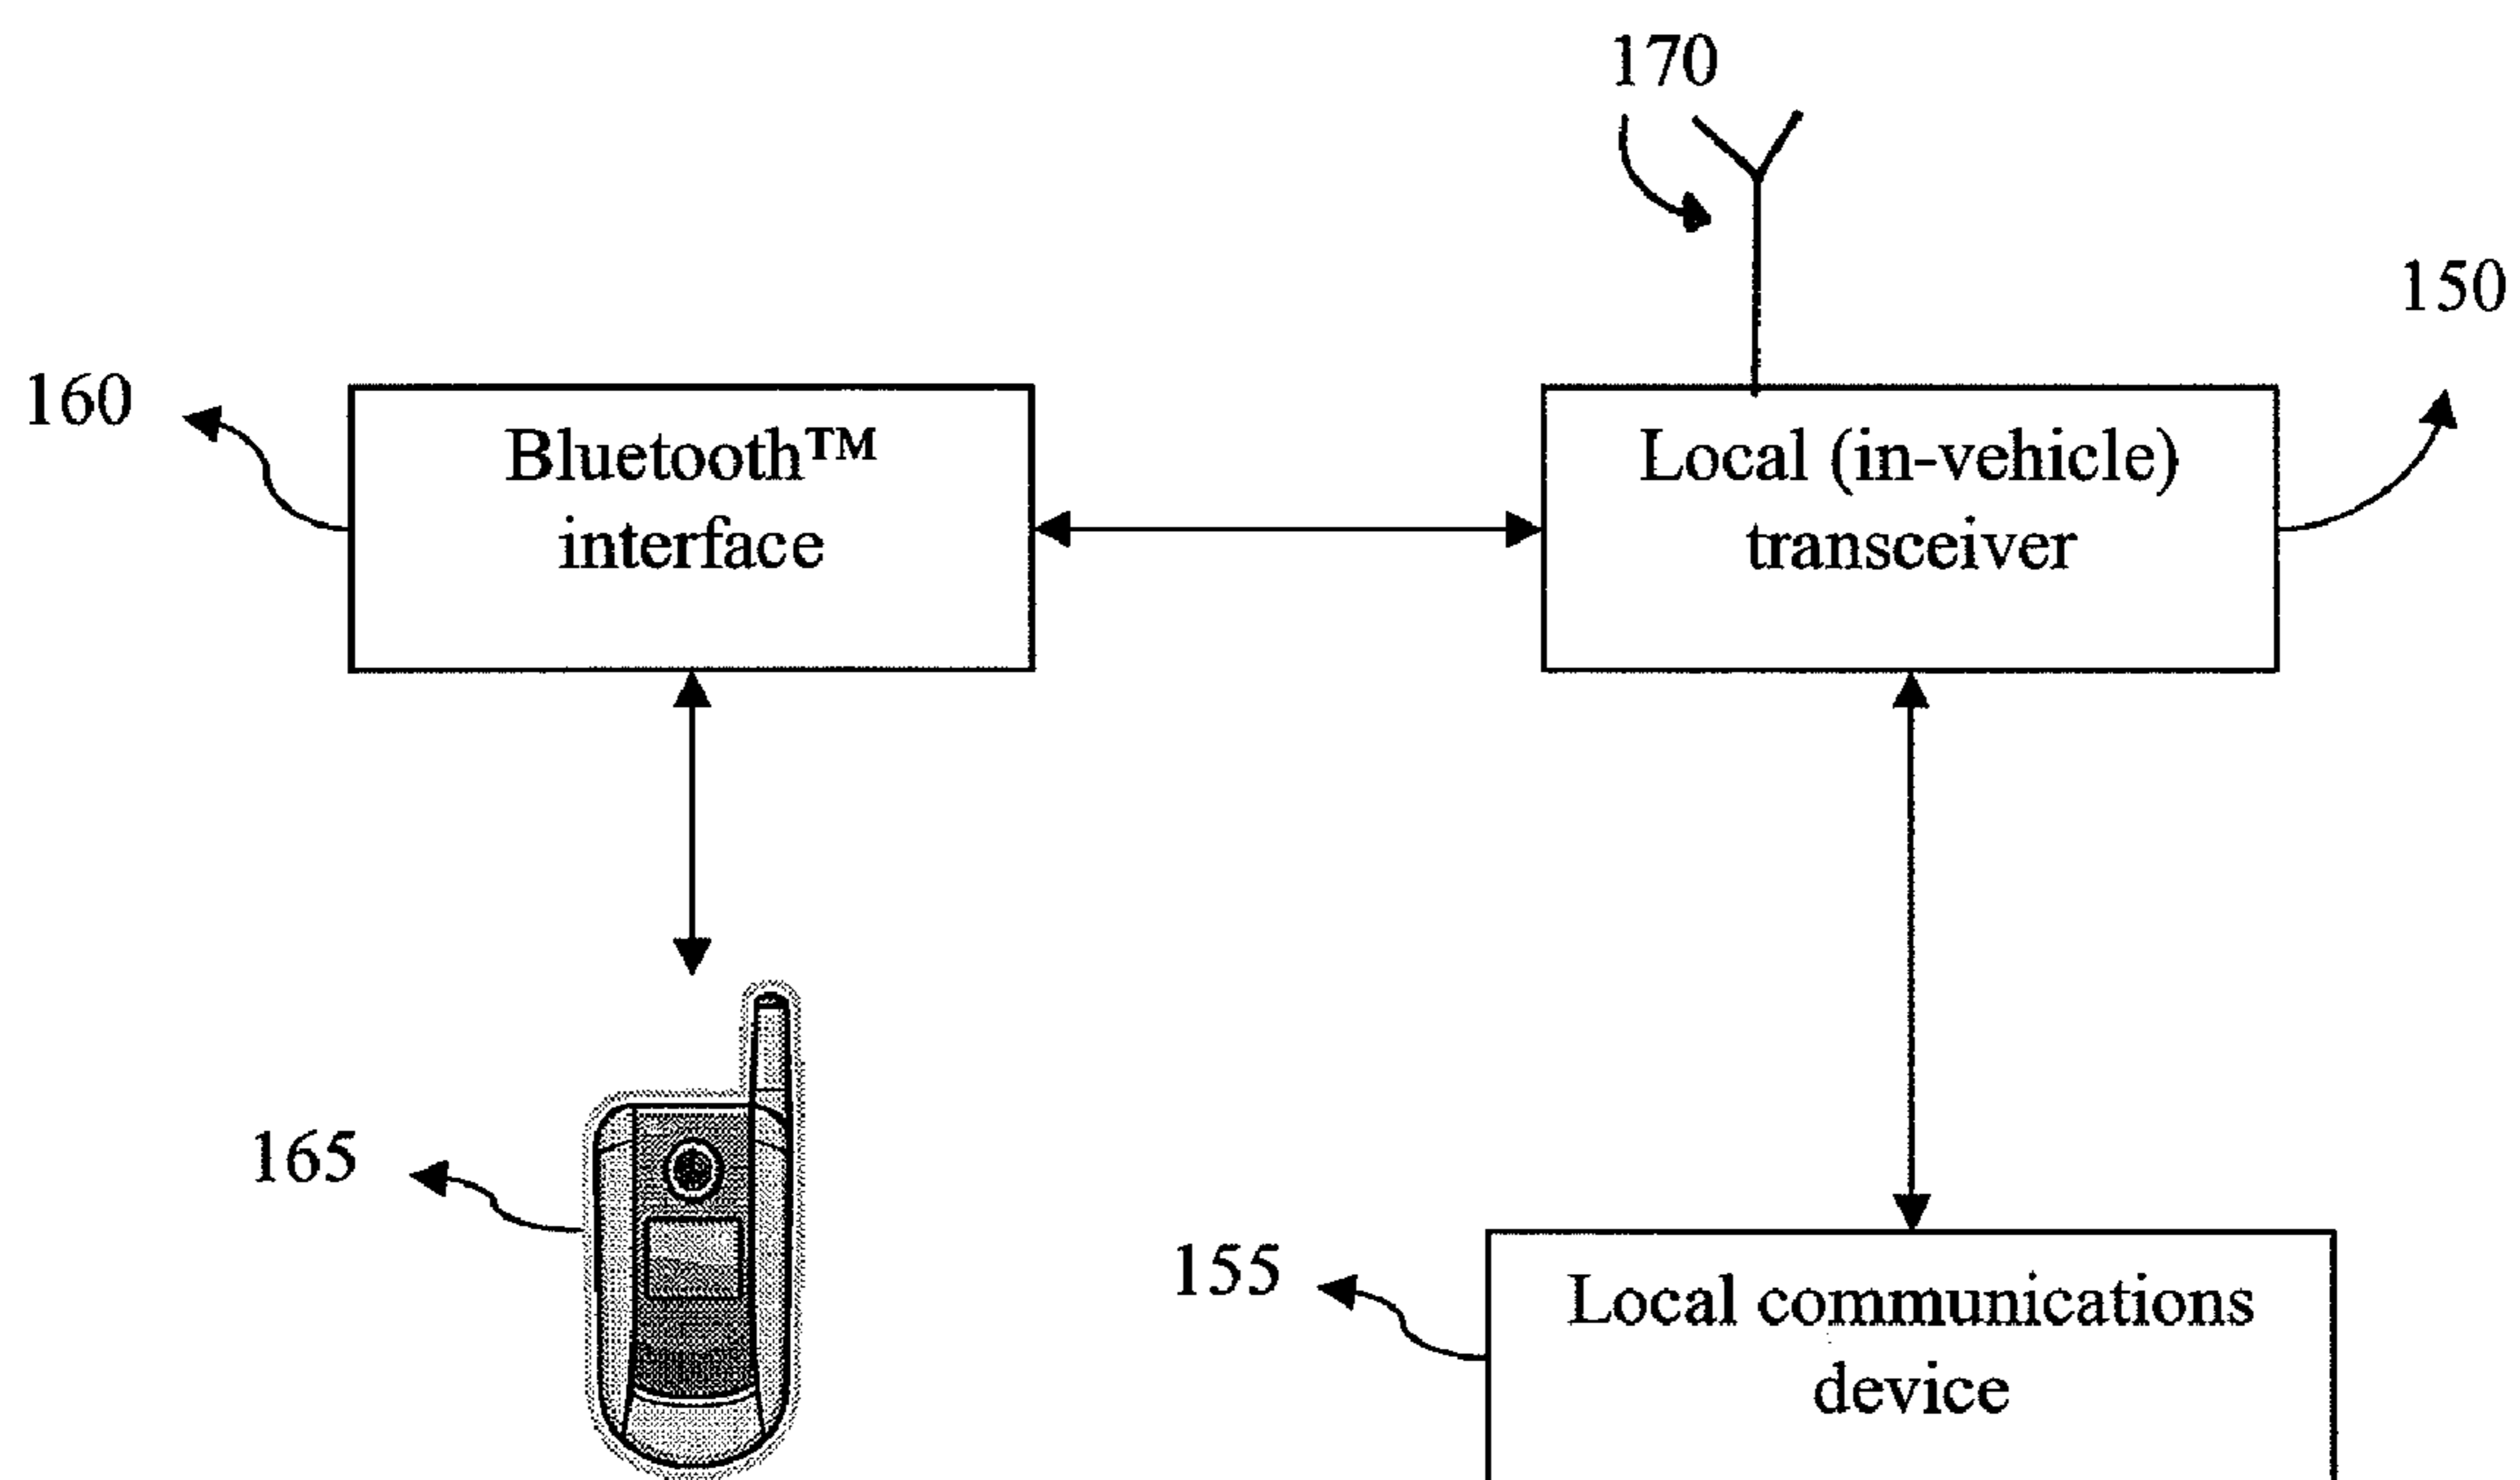 170
150
160
Bluetooth™
interface
Local (in-vehicle)
transceiver
165
155
Local communications
device